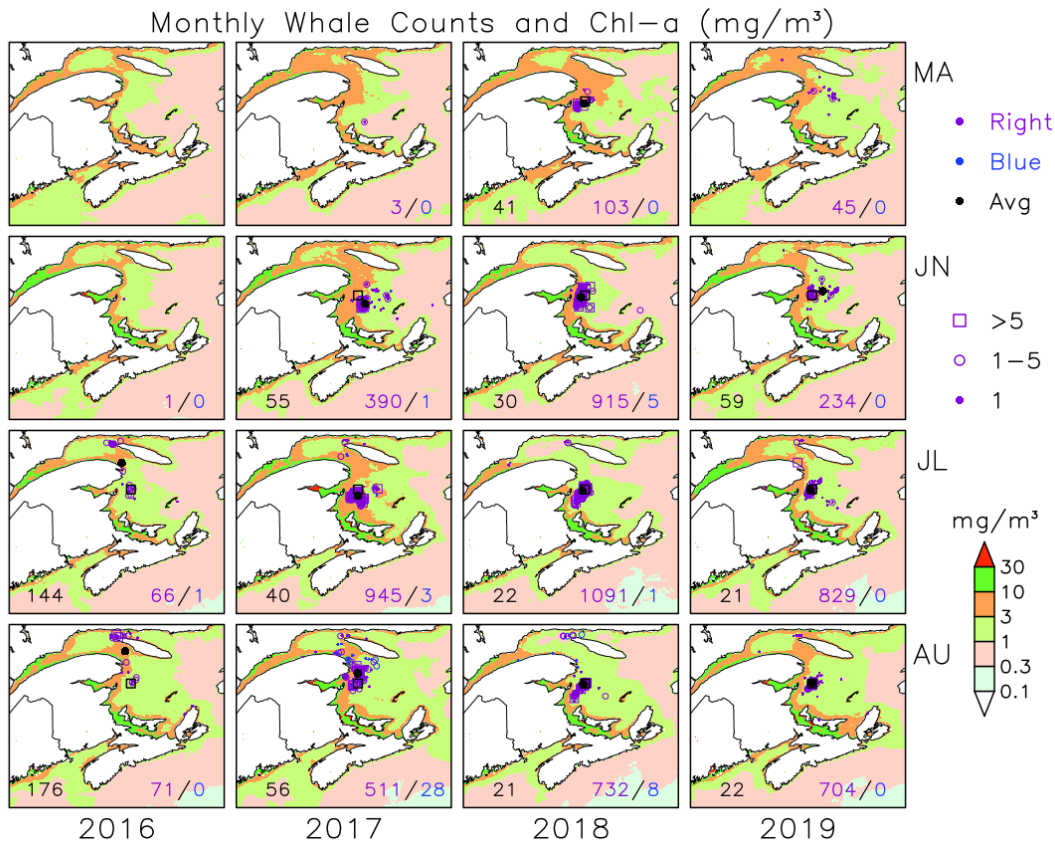 Monthly Whale Counts and Chl-a (mg/m³)
MA
Right
Blue
Avg
3/0
41 103/0
45/0
JN
>5
1-5
1
1/0
55 390/1
30 915/5
59 234/0
JL
144 66/1
40 945/3
22 1091/1
21 829/0
mg/m³
30
10
3
1
0.3
0.1
AU
176 71/0
56 511/28
21 732/8
22 704/0
2016 2017 2018 2019